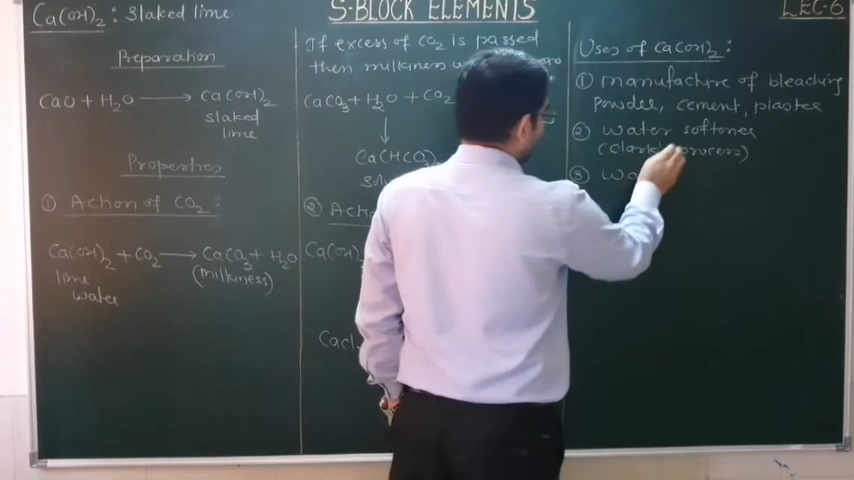 S-BLOCK ELEMENTS
LEC-6
Ca(OH)₂ : Slaked lime
Preparation
CaO + H₂O → Ca(OH)₂
slaked
lime
Properties
① Action of CO₂ :
Ca(OH)₂ + CO₂ → CaCO₃ + H₂O
lime
water
(milkiness)
If excess of CO₂ is passed
then milkiness
CaCO₃ + H₂O + CO₂
↓
Ca(HCO₃)₂
②
Ca(OH)₂
Uses of Ca(OH)₂ :
① manufacture of bleaching
powder, cement, plaster
② water softener
(Clark's process)
③ wa